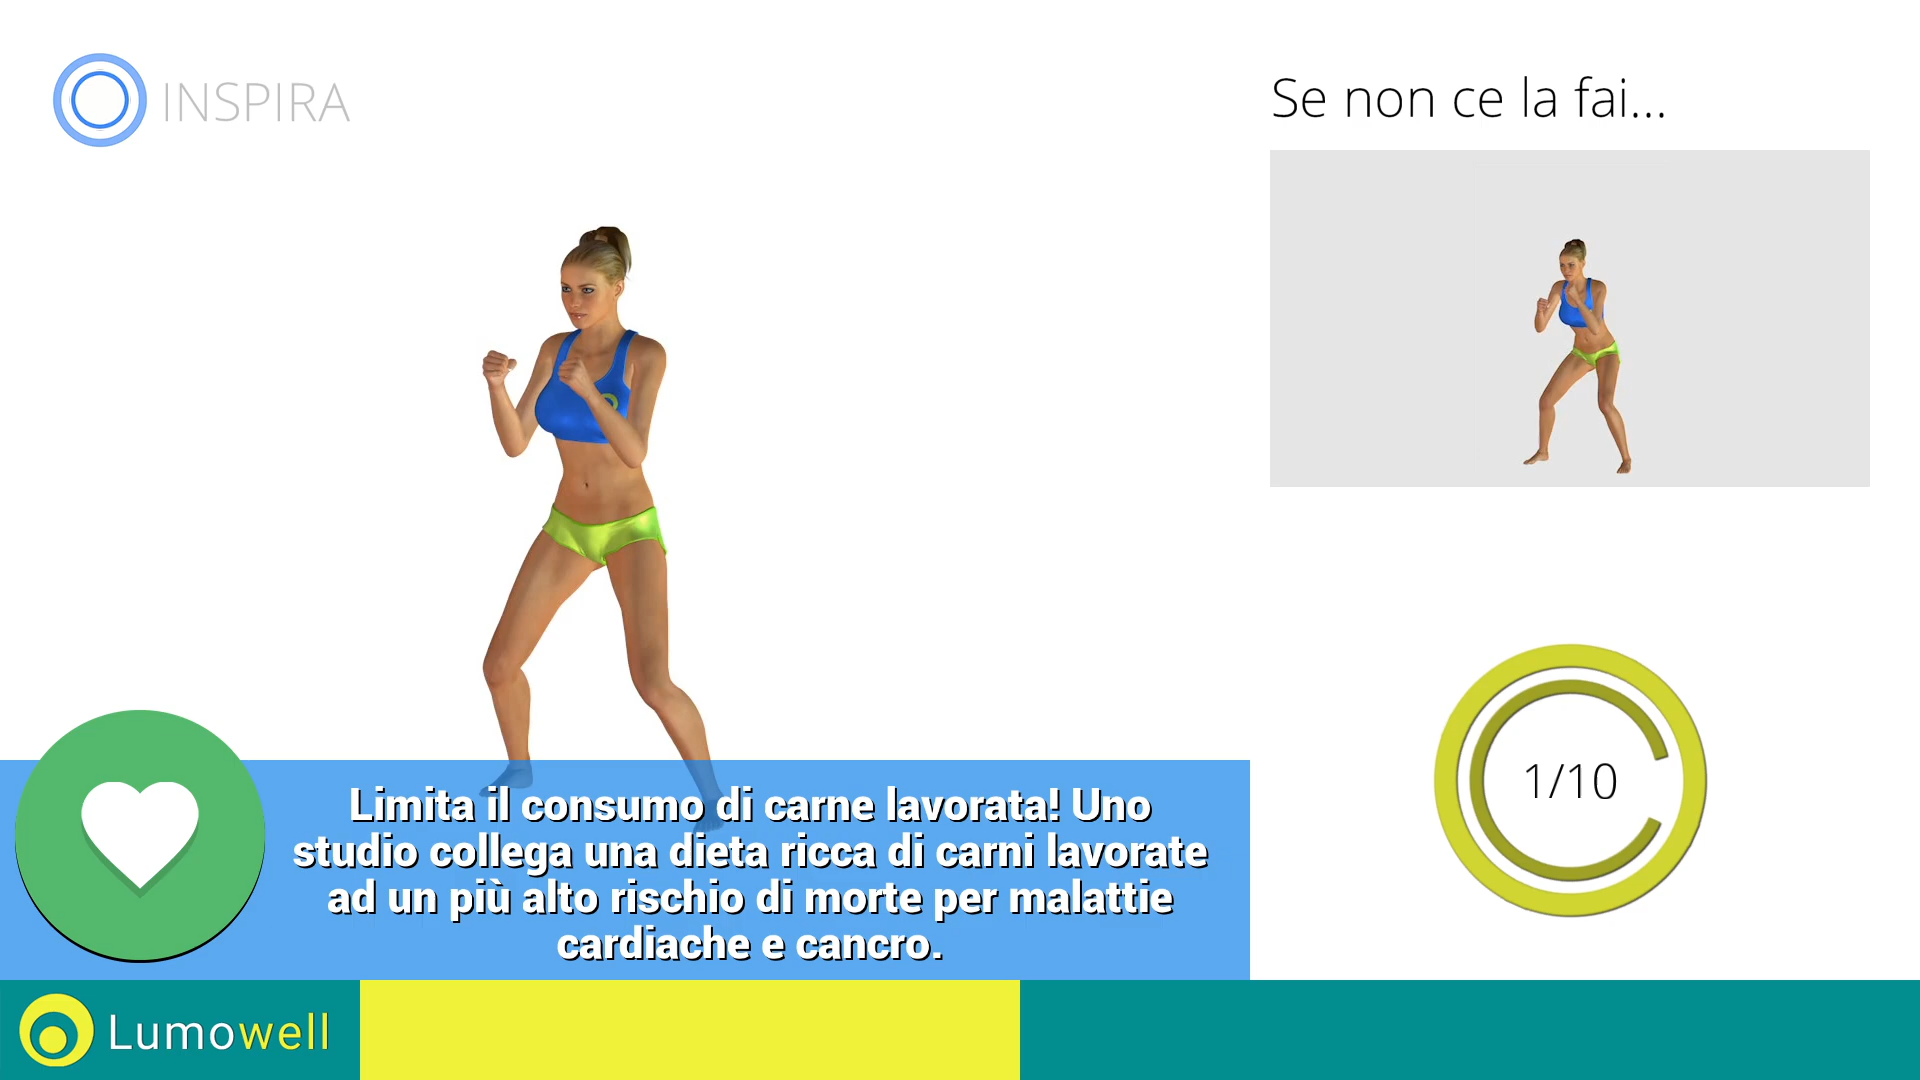 INSPIRA
Se non ce la fai...
1/10
Limita il consumo di carne lavorata! Uno
studio collega una dieta ricca di carni lavorate
ad un più alto rischio di morte per malattie
cardiache e cancro.
Lumowell